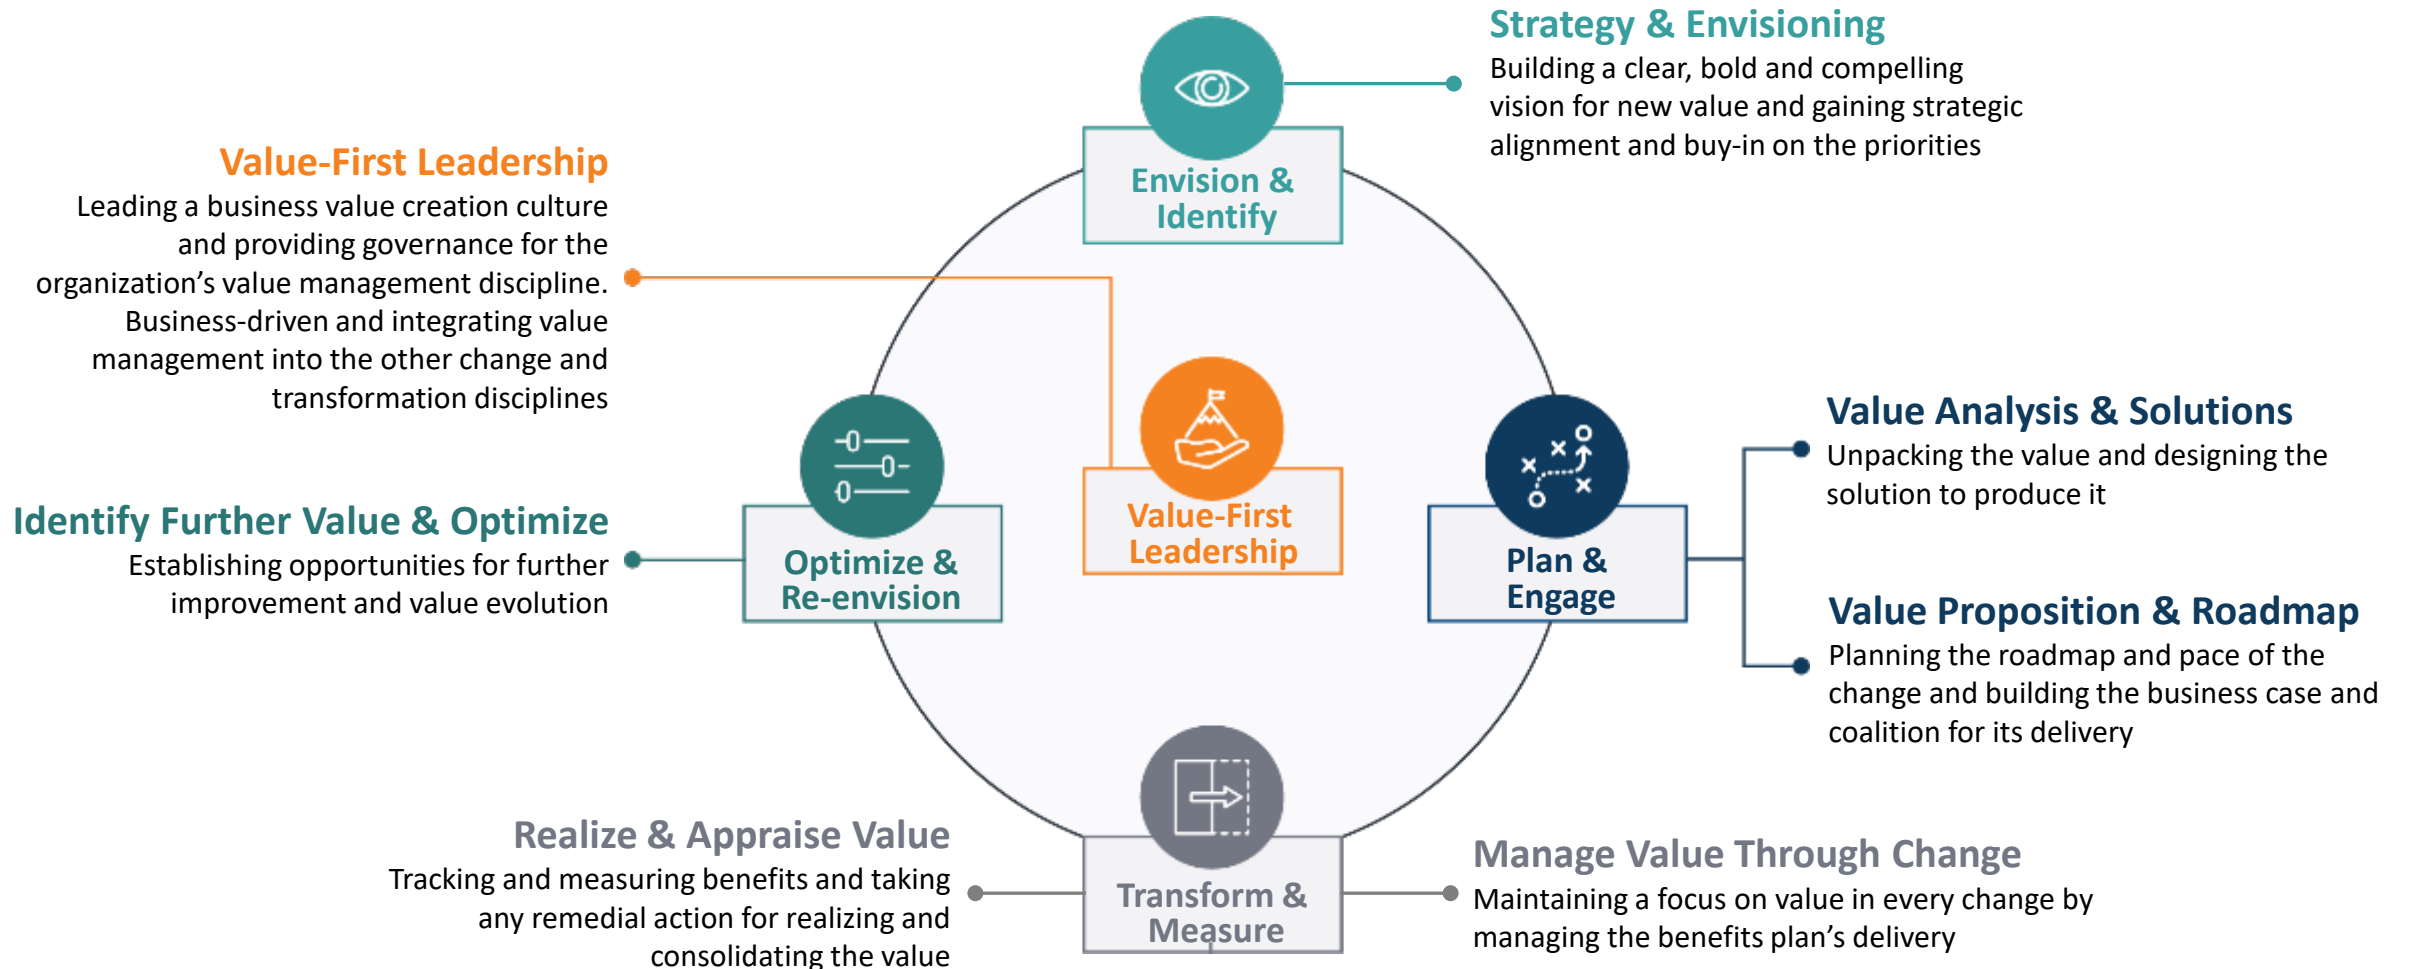 Strategy & Envisioning
Building a clear, bold and compelling
vision for new value and gaining strategic
alignment and buy-in on the priorities
Value-First Leadership
Leading a business value creation culture
and providing governance for the
organization’s value management discipline.
Business-driven and integrating value
management into the other change and
transformation disciplines
Envision &
Identify
Value-First
Leadership
Value Analysis & Solutions
Unpacking the value and designing the
solution to produce it
Identify Further Value & Optimize
Establishing opportunities for further
improvement and value evolution
Optimize &
Re-envision
Plan &
Engage
Value Proposition & Roadmap
Planning the roadmap and pace of the
change and building the business case and
coalition for its delivery
Realize & Appraise Value
Tracking and measuring benefits and taking
any remedial action for realizing and
consolidating the value
Transform &
Measure
Manage Value Through Change
Maintaining a focus on value in every change by
managing the benefits plan’s delivery